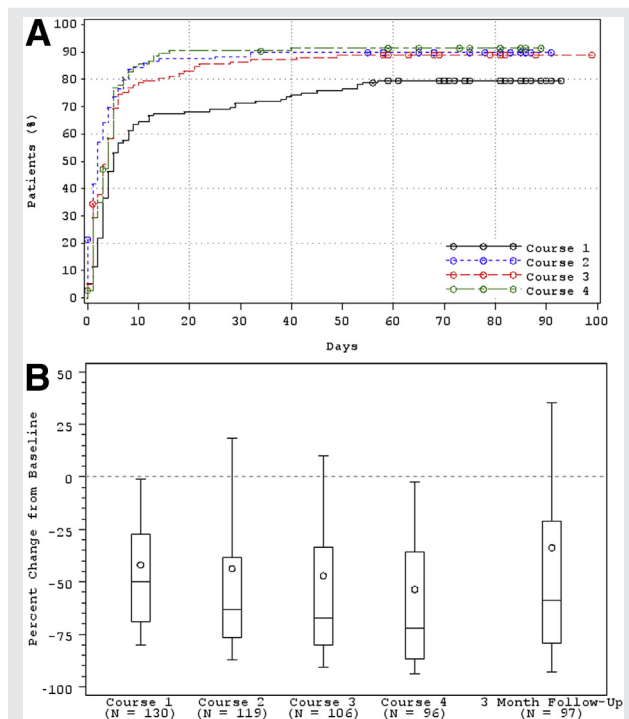 A
100
90
80
70
60
50
40
30
20
10
0
Patients (%)
Course 1
Course 2
Course 3
Course 4
0 10 20 30 40 50 60 70 80 90 100
Days
B
50
25
0
-25
-50
-75
-100
Percent Change from Baseline
Course 1 Course 2 Course 3 Course 4 3 Month Follow-Up
(N = 130) (N = 119) (N = 106) (N = 96) (N = 97)